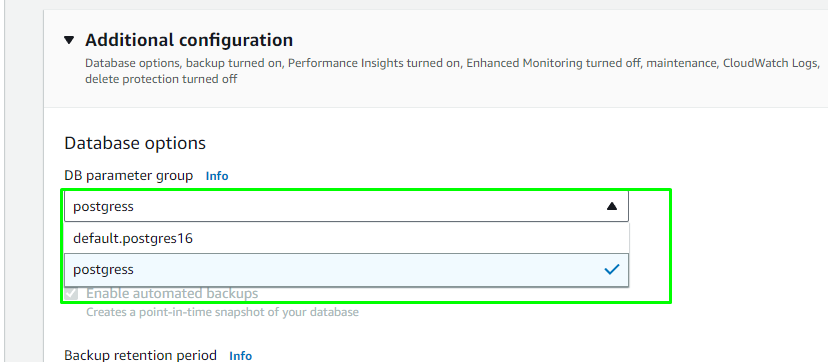 Additional configuration
Database options, backup turned on, Performance Insights turned on, Enhanced Monitoring turned off, maintenance, CloudWatch Logs,
delete protection turned off
Database options
DB parameter group Info
postgress
default.postgres16
postgress
Enable automated backups
Creates a point-in-time snapshot of your database
Backup retention period Info